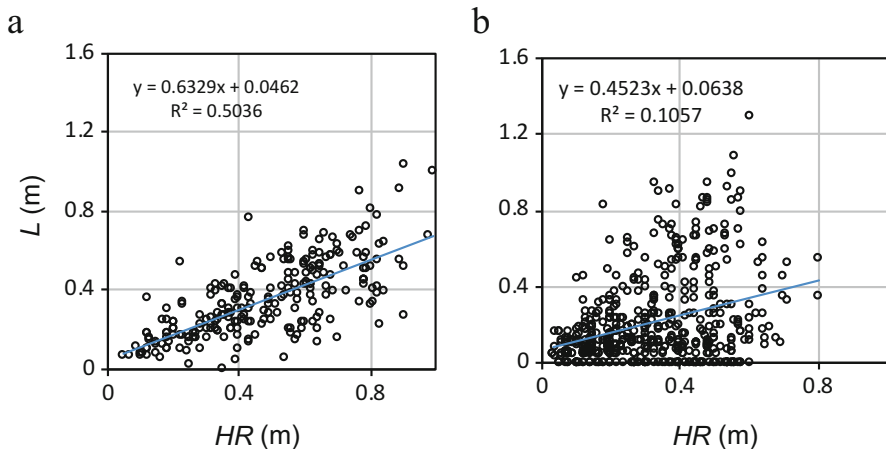 a
1.6
y = 0.6329x + 0.0462
R² = 0.5036
1.2
L (m)
0.8
0.4
0
0
0.4
0.8
HR (m)
b
1.6
y = 0.4523x + 0.0638
R² = 0.1057
1.2
0.8
0.4
0
0
0.4
0.8
HR (m)